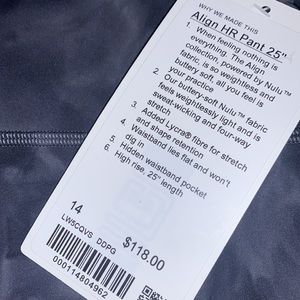 WHY WE MADE THIS
Align HR Pant 25"
1 When feeling nothing is
everything. The Align
collection, powered by Nulu™
fabric, is so weightless and
buttery soft, all you feel is
your practice
2 Our buttery-soft Nulu™ fabric
feels weightlessly light and is
sweat-wicking and four-way
stretch
3 Added Lycra® fibre for stretch
and shape retention
4 Waistband lies flat and won't
dig in
5 Hidden waistband pocket
6 High rise, 25" length
14
LW5CQVS DDPG
$118.00
000114804962